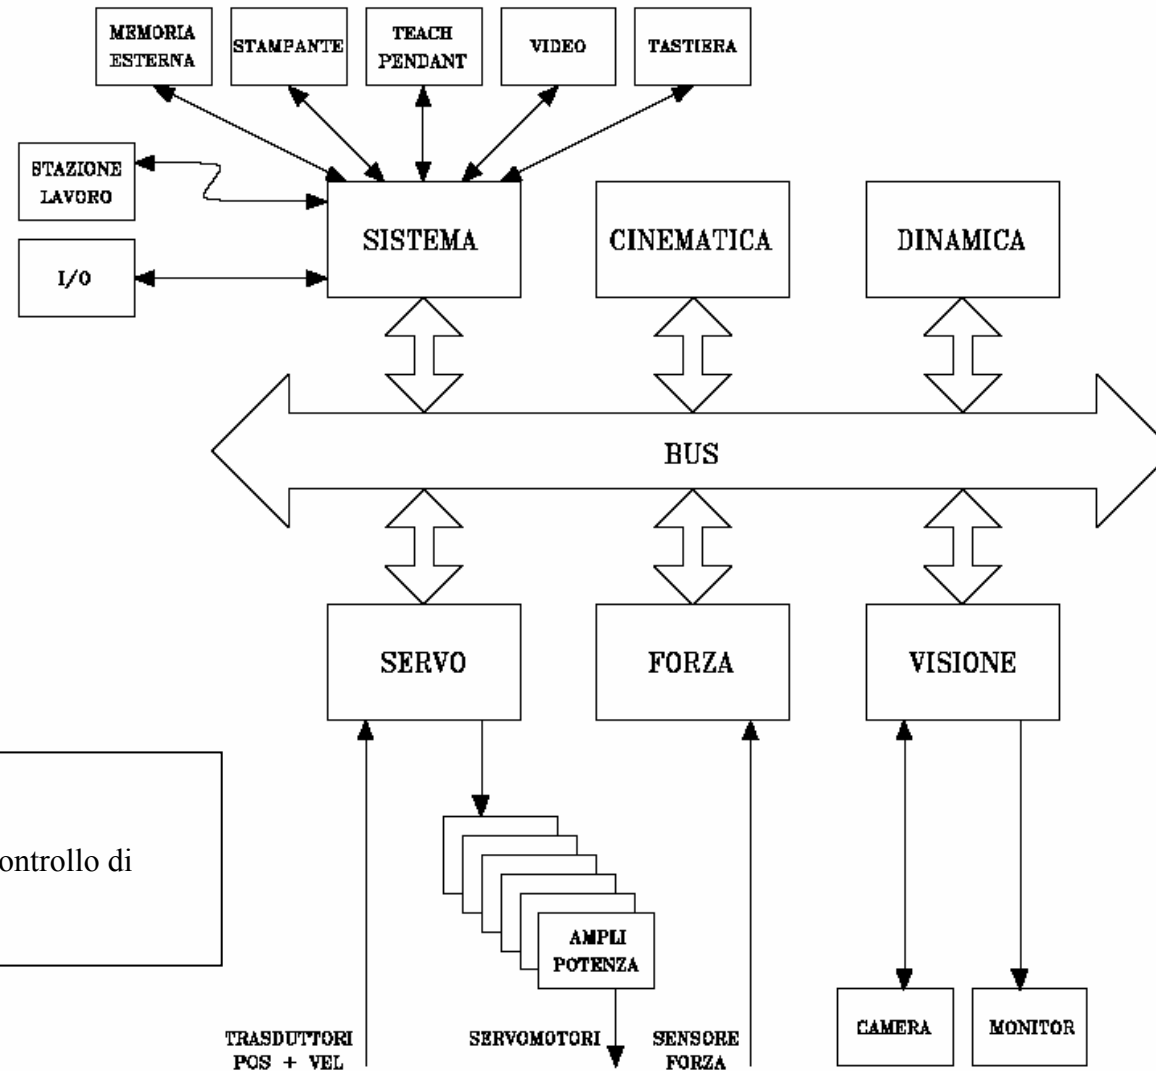 MEMORIA
ESTERNA
STAMPANTE
TEACH
PENDANT
VIDEO
TASTIERA
STAZIONE
LAVORO
I/O
SISTEMA
CINEMATICA
DINAMICA
BUS
SERVO
FORZA
VISIONE
ontrollo di
AMPLI
POTENZA
TRASDUTTORI
POS + VEL
SERVOMOTORI
SENSORE
FORZA
CAMERA
MONITOR